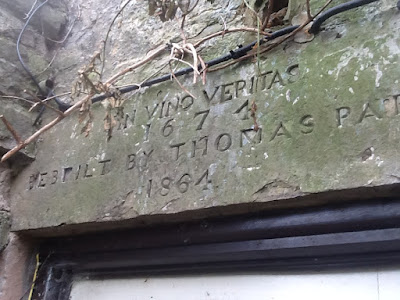 IN VINO VERITAS
1674
REBUILT BY THOMAS
1864